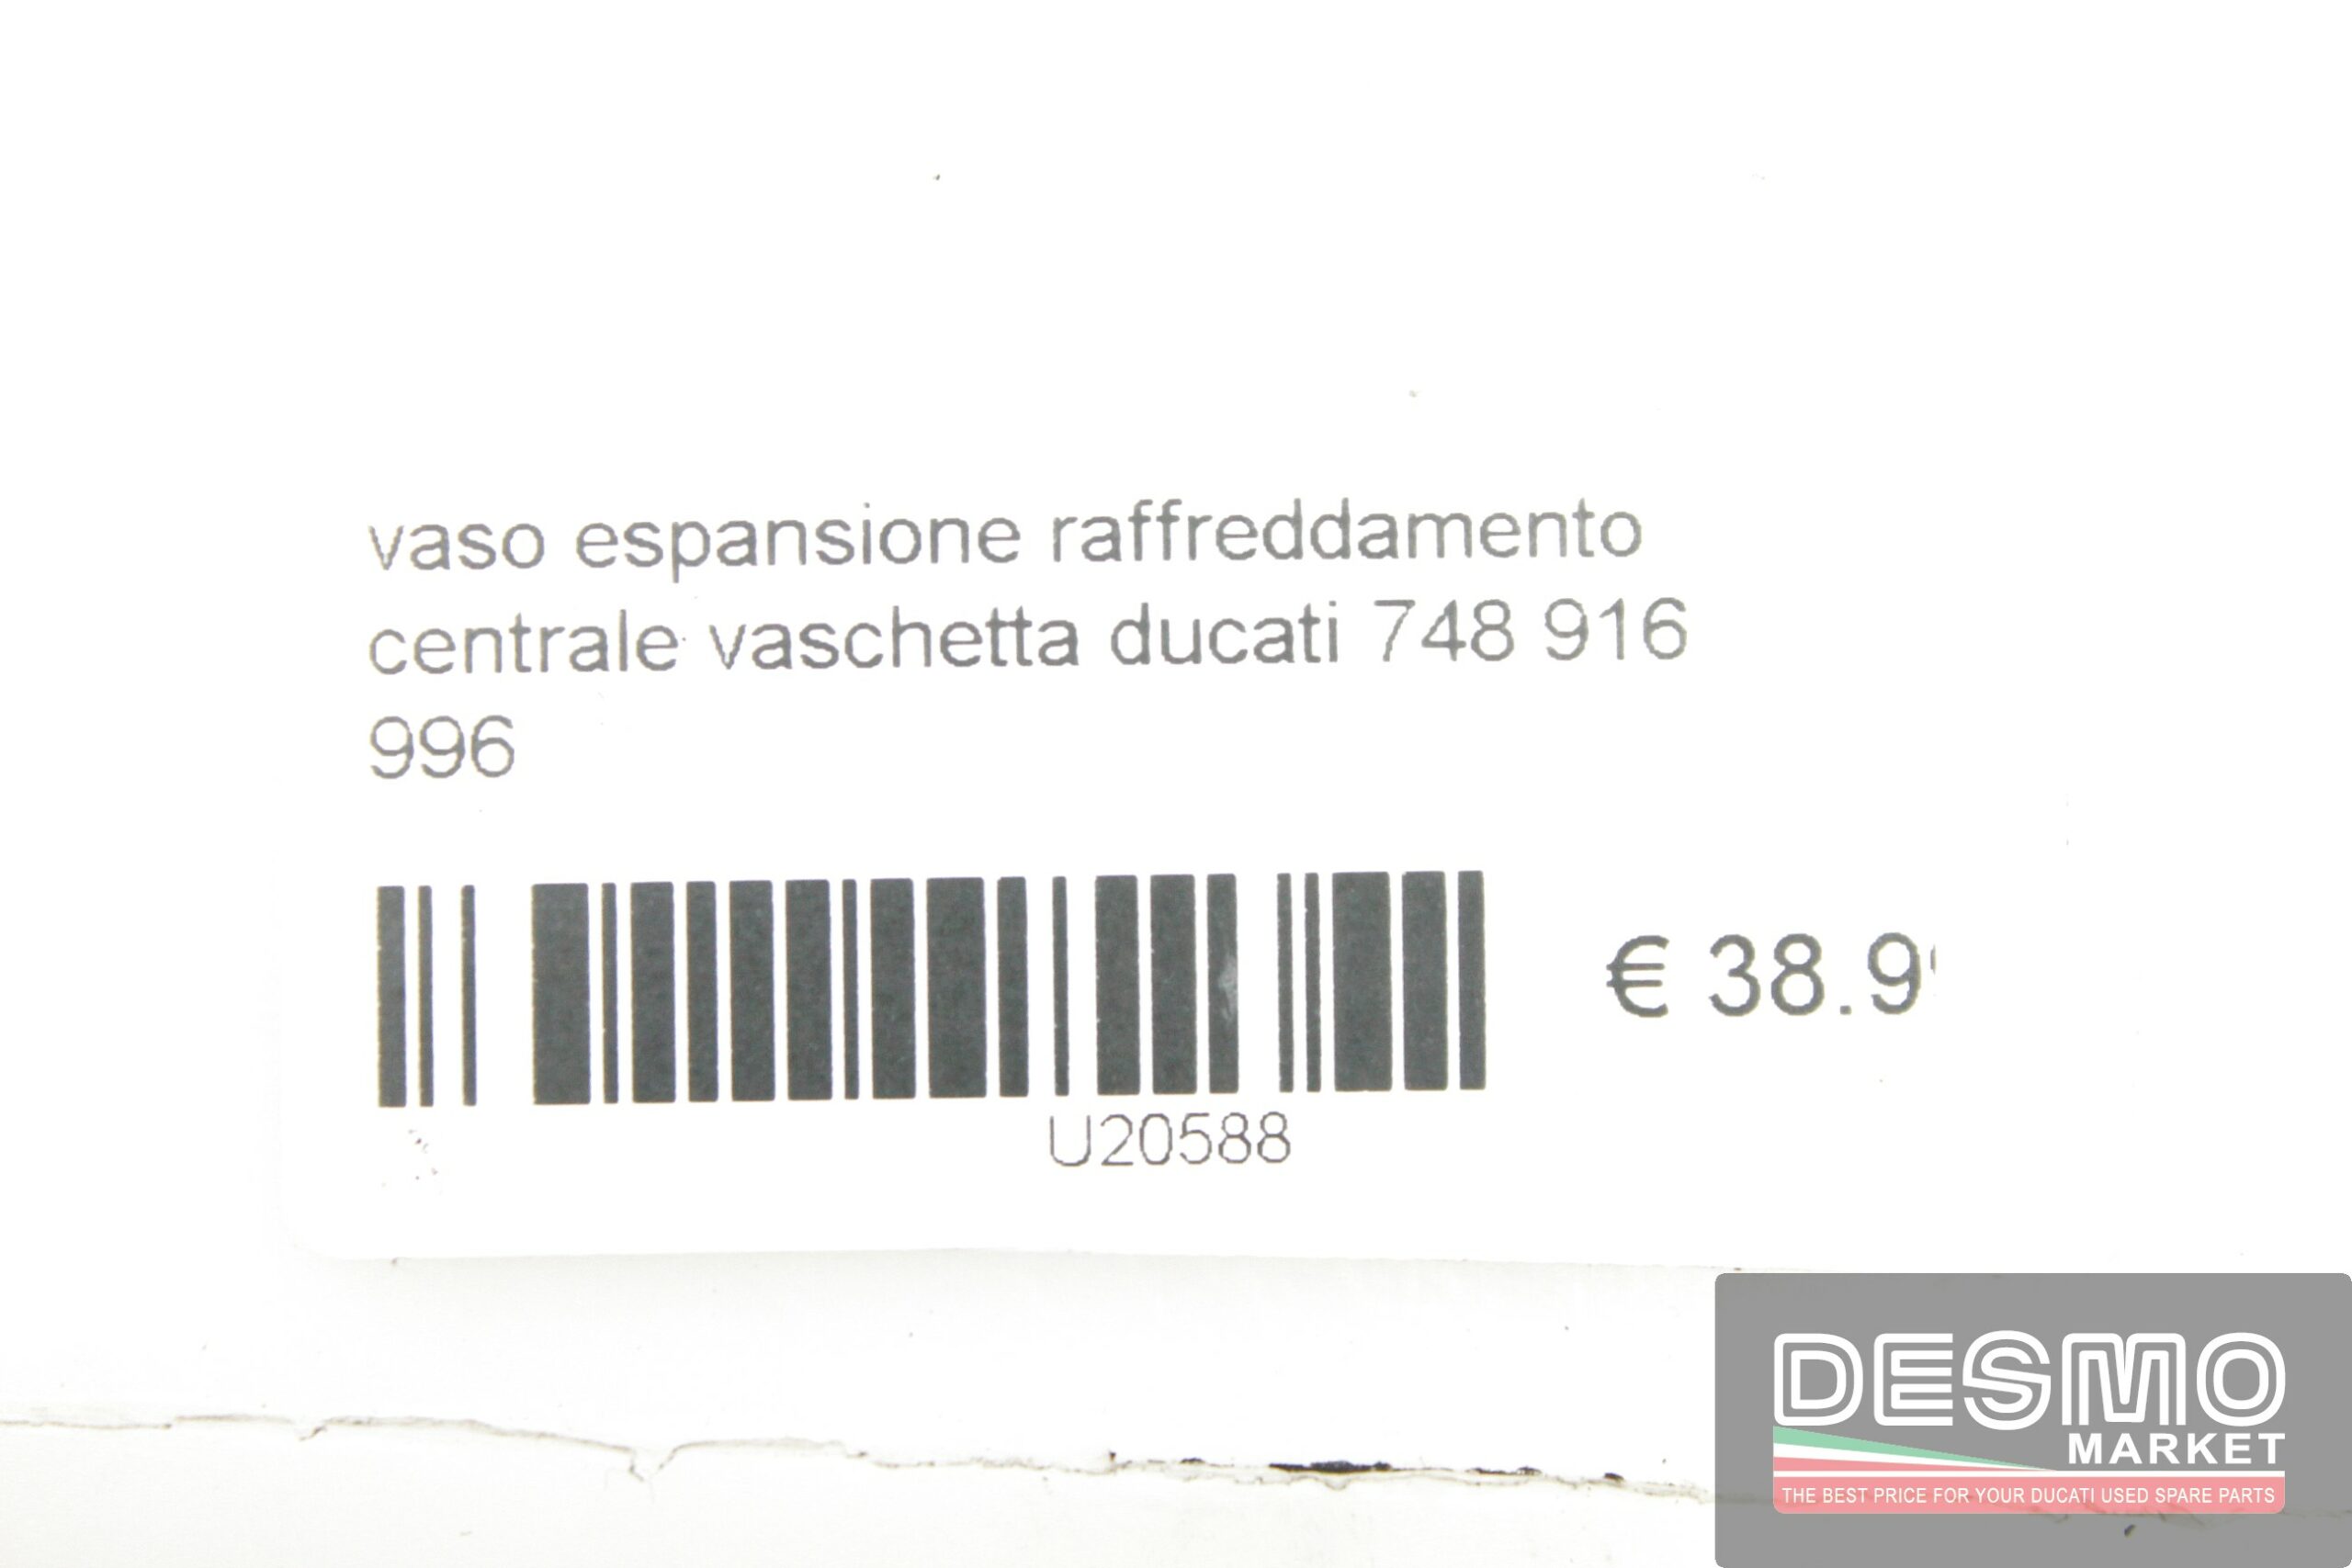 vaso espansione raffreddamento
centrale vaschetta ducati 748 916
996
€ 38.9
U20588
DESMO
MARKET
THE BEST PRICE FOR YOUR DUCATI USED SPARE PARTS